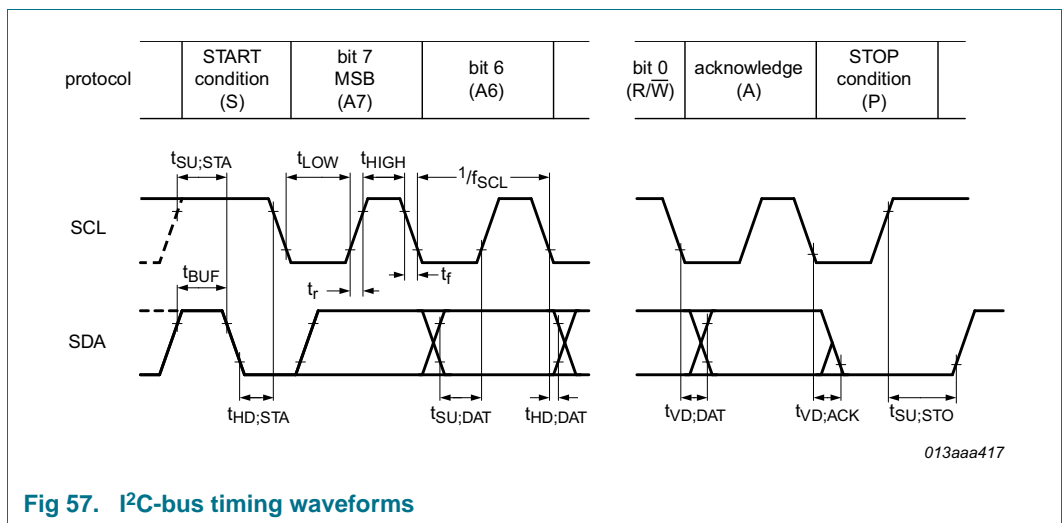 protocol
START condition (S)
bit 7 MSB (A7)
bit 6 (A6)
bit 0 (R/W̅)
acknowledge (A)
STOP condition (P)
tSU;STA
tLOW
tHIGH
1/fSCL
SCL
tBUF
tr
tf
SDA
tHD;STA
tSU;DAT
tHD;DAT
tVD;DAT
tVD;ACK
tSU;STO
013aaa417
Fig 57. I²C-bus timing waveforms